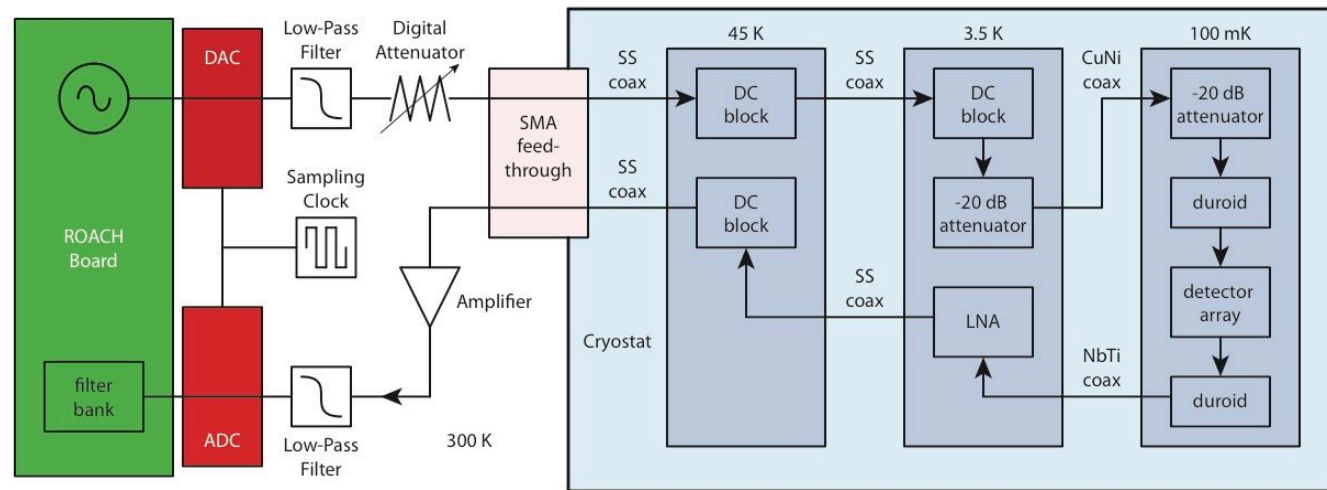 45 K
3.5 K
100 mK
Low-Pass
Filter
Digital
Attenuator
DAC
SS
coax
SS
coax
CuNi
coax
DC
block
DC
block
-20 dB
attenuator
SMA
feed-
through
Sampling
Clock
SS
coax
DC
block
-20 dB
attenuator
duroid
ROACH
Board
Amplifier
SS
coax
LNA
detector
array
Cryostat
NbTi
coax
filter
bank
duroid
ADC
Low-Pass
Filter
300 K